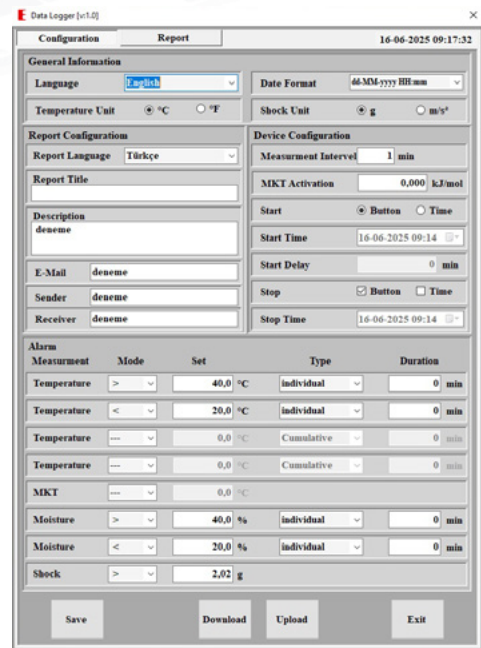 Data Logger [v:1.0]
Configuration Report 16-06-2025 09:17:32
General Information
Language English Date Format dd-MM-yyyy HH:mm
Temperature Unit °C °F Shock Unit g m/s²
Report Configuration Device Configuration
Report Language Türkçe Measurment Intervel 1 min
Report Title MKT Activation 0,000 kJ/mol
Description Start Button Time
deneme Start Time 16-06-2025 09:14
E-Mail deneme Start Delay 0 min
Sender deneme Stop Button Time
Receiver deneme Stop Time 16-06-2025 09:14
Alarm
Measurment Mode Set Type Duration
Temperature > 40,0 °C individual 0 min
Temperature < 20,0 °C individual 0 min
Temperature --- 0,0 °C Cumulative 0 min
Temperature --- 0,0 °C Cumulative 0 min
MKT --- 0,0 °C
Moisture > 40,0 % individual 0 min
Moisture < 20,0 % individual 0 min
Shock > 2,02 g
Save Download Upload Exit